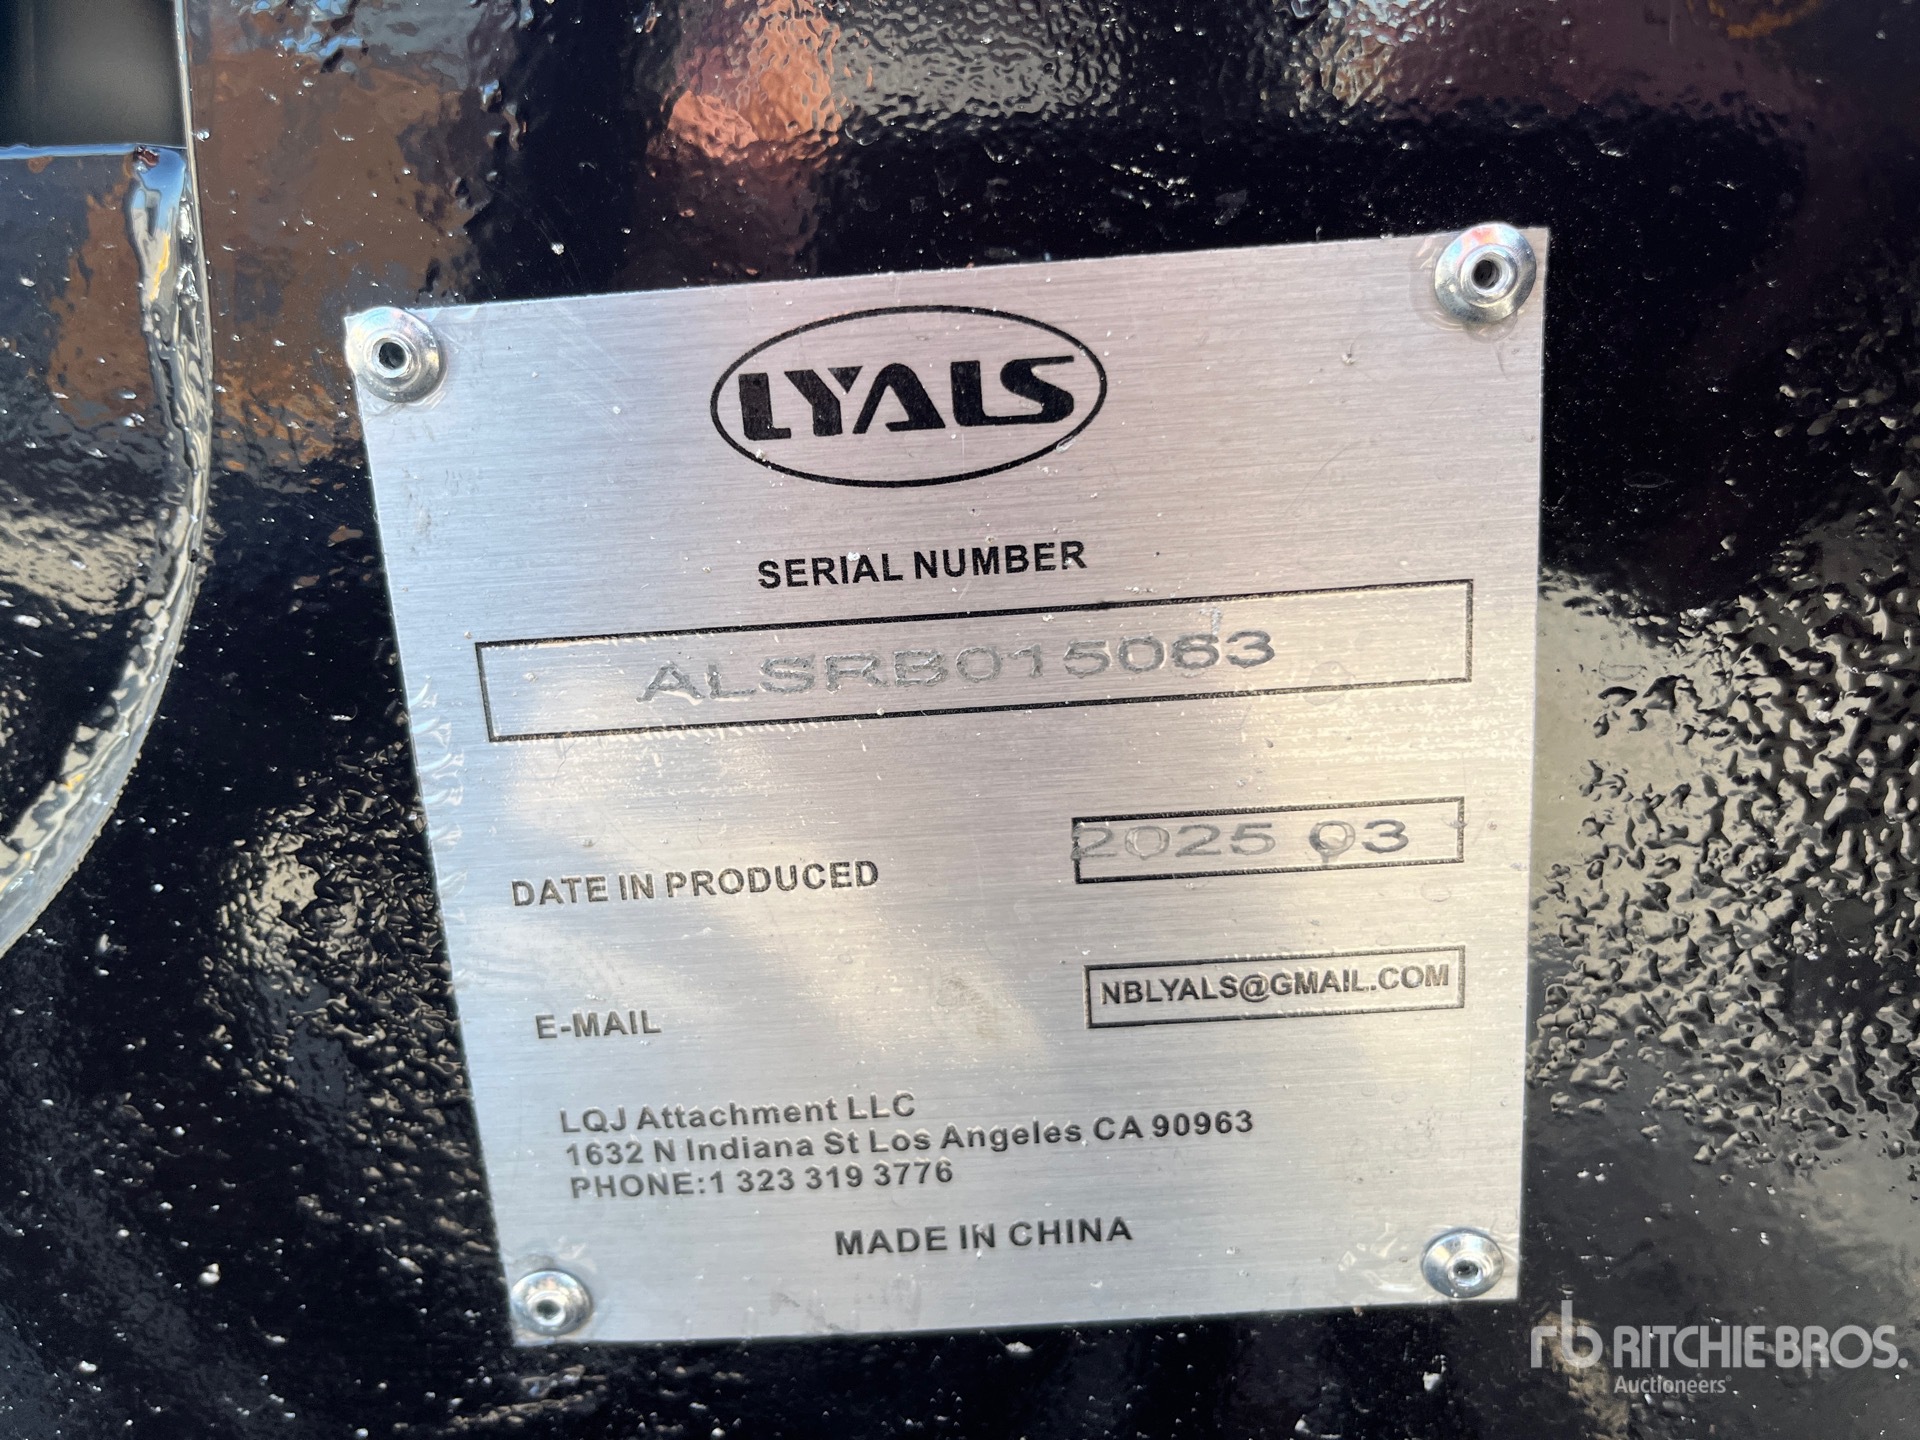 LYALS
SERIAL NUMBER
ALSRB015063
DATE IN PRODUCED
2025 03
E-MAIL
NBLYALS@GMAIL.COM
LQJ Attachment LLC
1632 N Indiana St Los Angeles, CA 90963
PHONE:1 323 319 3776
MADE IN CHINA
rb RITCHIE BROS.
Auctioneers